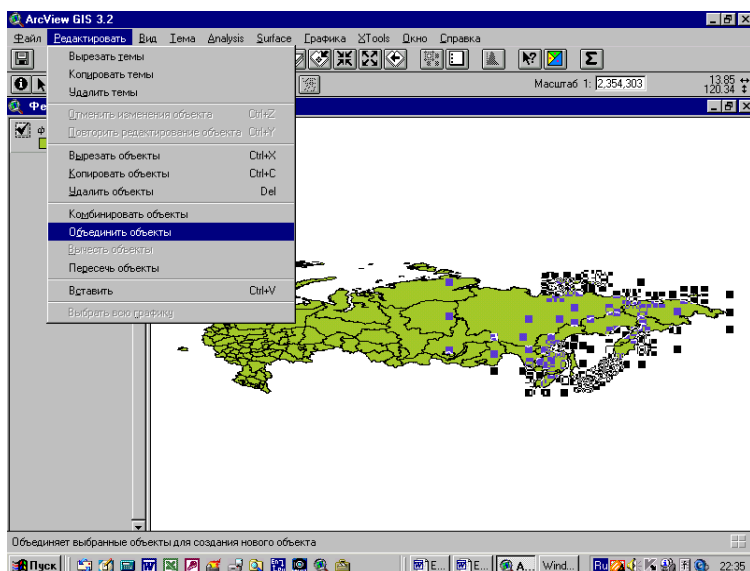 ArcView GIS 3.2
Файл Редактировать Вид Тема Analysis Surface Графика XTools Окно Справка
Масштаб 1: 2,354,303
13.85
120.34
Фе
Вырезать темы
Копировать темы
Удалить темы
Отменить изменения объекта Ctrl+Z
Повторить редактирование объекта Ctrl+Y
Вырезать объекты Ctrl+X
Копировать объекты Ctrl+C
Удалить объекты Del
Комбинировать объекты
Объединить объекты
Вычесть объекты
Пересечь объекты
Вставить Ctrl+V
Выбрать всю графику
Объединяет выбранные объекты для создания нового объекта
Пуск E... E... A... Wind... Ru 22:35